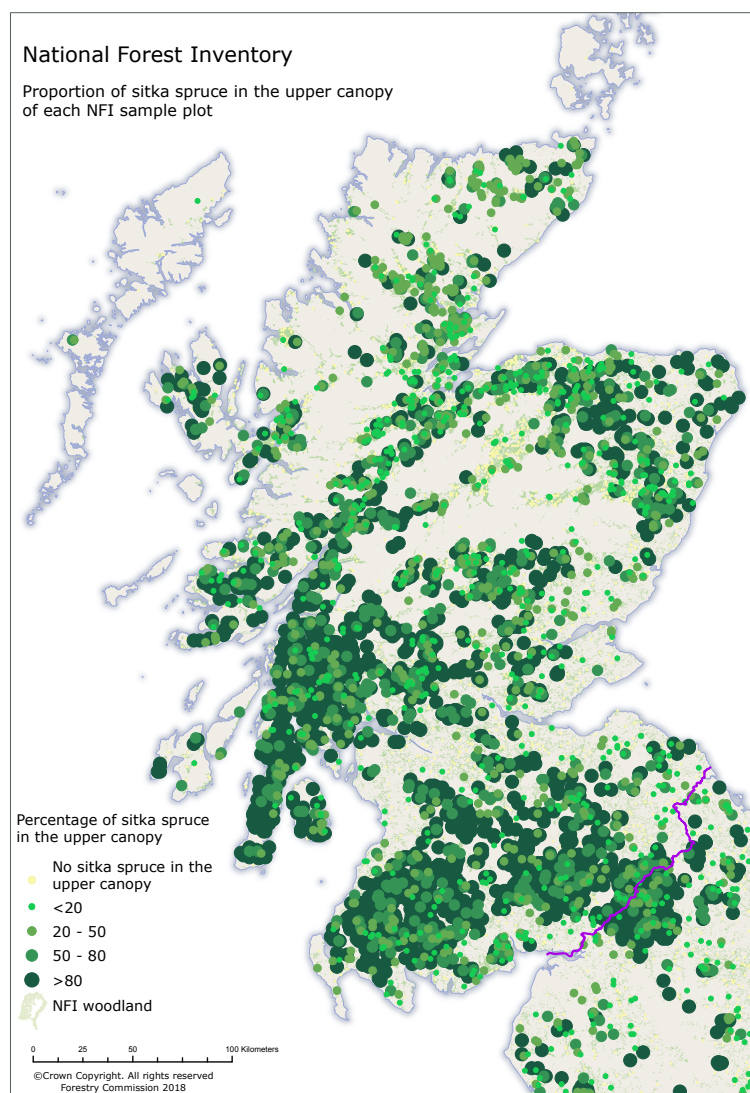 National Forest Inventory
Proportion of sitka spruce in the upper canopy
of each NFI sample plot
Percentage of sitka spruce
in the upper canopy
No sitka spruce in the
upper canopy
<20
20 - 50
50 - 80
>80
NFI woodland
0 25 50 100 Kilometers
©Crown Copyright. All rights reserved
Forestry Commission 2018